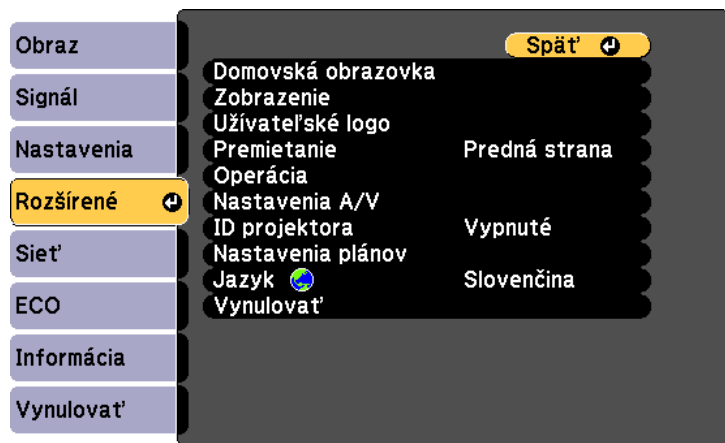 Obraz
Signál
Nastavenia
Rozšírené
Sieť
ECO
Informácia
Vynulovať
Späť
Domovská obrazovka
Zobrazenie
Užívateľské logo
Premietanie Predná strana
Operácia
Nastavenia A/V
ID projektora Vypnuté
Nastavenia plánov
Jazyk Slovenčina
Vynulovať